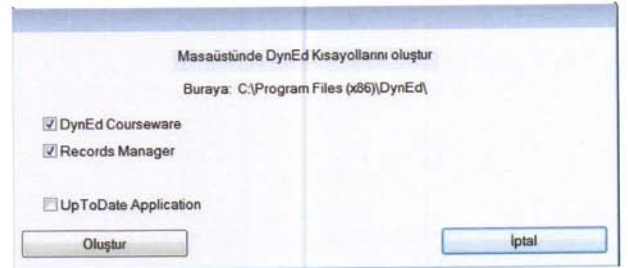 Masaüstünde DynEd Kısayollarını oluştur
Buraya: C:\Program Files (x86)\DynEd\
DynEd Courseware
Records Manager
UpToDate Application
Oluştur
İptal